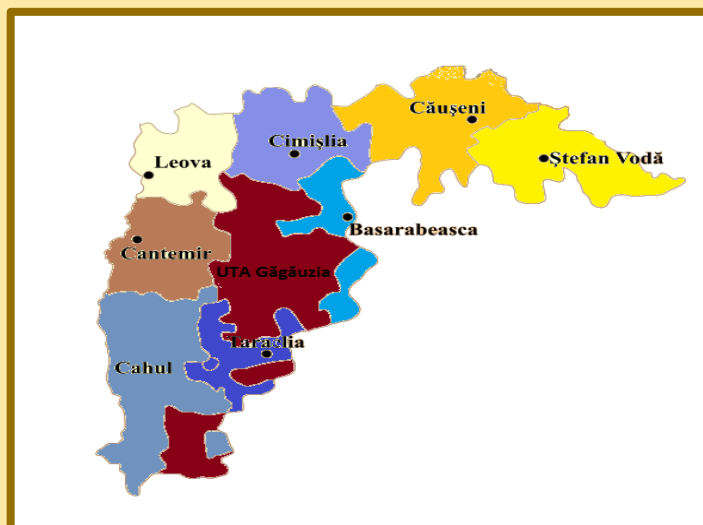 Căuşeni
Cimişlia
Leova
Ştefan Vodă
Basarabeasca
Cantemir
UTA Găgăuzia
Taraclia
Cahul